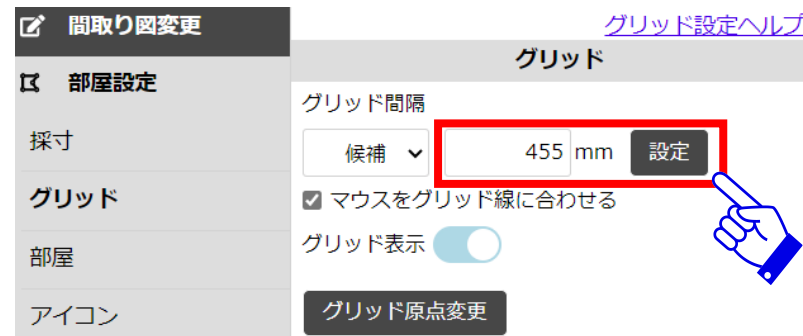 間取り図変更
部屋設定
採寸
グリッド
部屋
アイコン
グリッド設定ヘルプ
グリッド
グリッド間隔
候補 455 mm 設定
マウスをグリッド線に合わせる
グリッド表示
グリッド原点変更